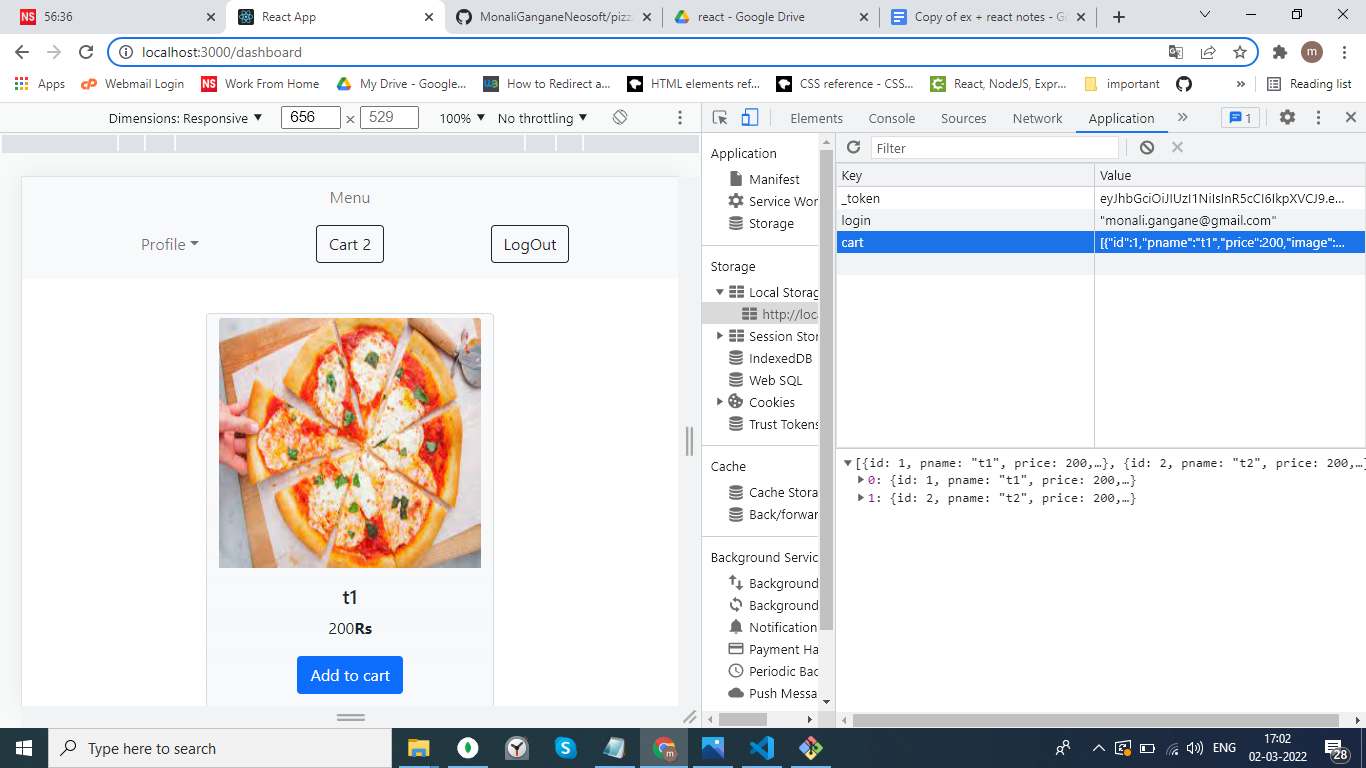 56:36
React App
MonaliGanganeNeosoft/pizz
react - Google Drive
Copy of ex + react notes - Go
localhost:3000/dashboard
m
Apps
Webmail Login
NS
Work From Home
My Drive - Google...
How to Redirect a...
HTML elements ref...
CSS reference - CSS...
React, NodeJS, Expr...
important
»
Reading list
Dimensions: Responsive
656
×
529
100%
No throttling
Elements
Console
Sources
Network
Application
»
1
Menu
Profile
Cart 2
LogOut
t1
200Rs
Add to cart
Application
Manifest
Service Wor
Storage
Storage
Local Storag
http://loca
Session Stor
IndexedDB
Web SQL
Cookies
Trust Tokens
Cache
Cache Stora
Back/forwar
Background Servic
Background
Background
Notification
Payment Ha
Periodic Bac
Push Messa
Filter
Key
Value
_token
eyJhbGciOiJIUzI1NiIsInR5cCI6IkpXVCJ9.e...
login
"monali.gangane@gmail.com"
cart
[{"id":1,"pname":"t1","price":200,"image":...
[{id: 1, pname: "t1", price: 200,…}, {id: 2, pname: "t2", price: 200,…}
0: {id: 1, pname: "t1", price: 200,…}
1: {id: 2, pname: "t2", price: 200,…}
Type here to search
ENG
17:02
02-03-2022
28